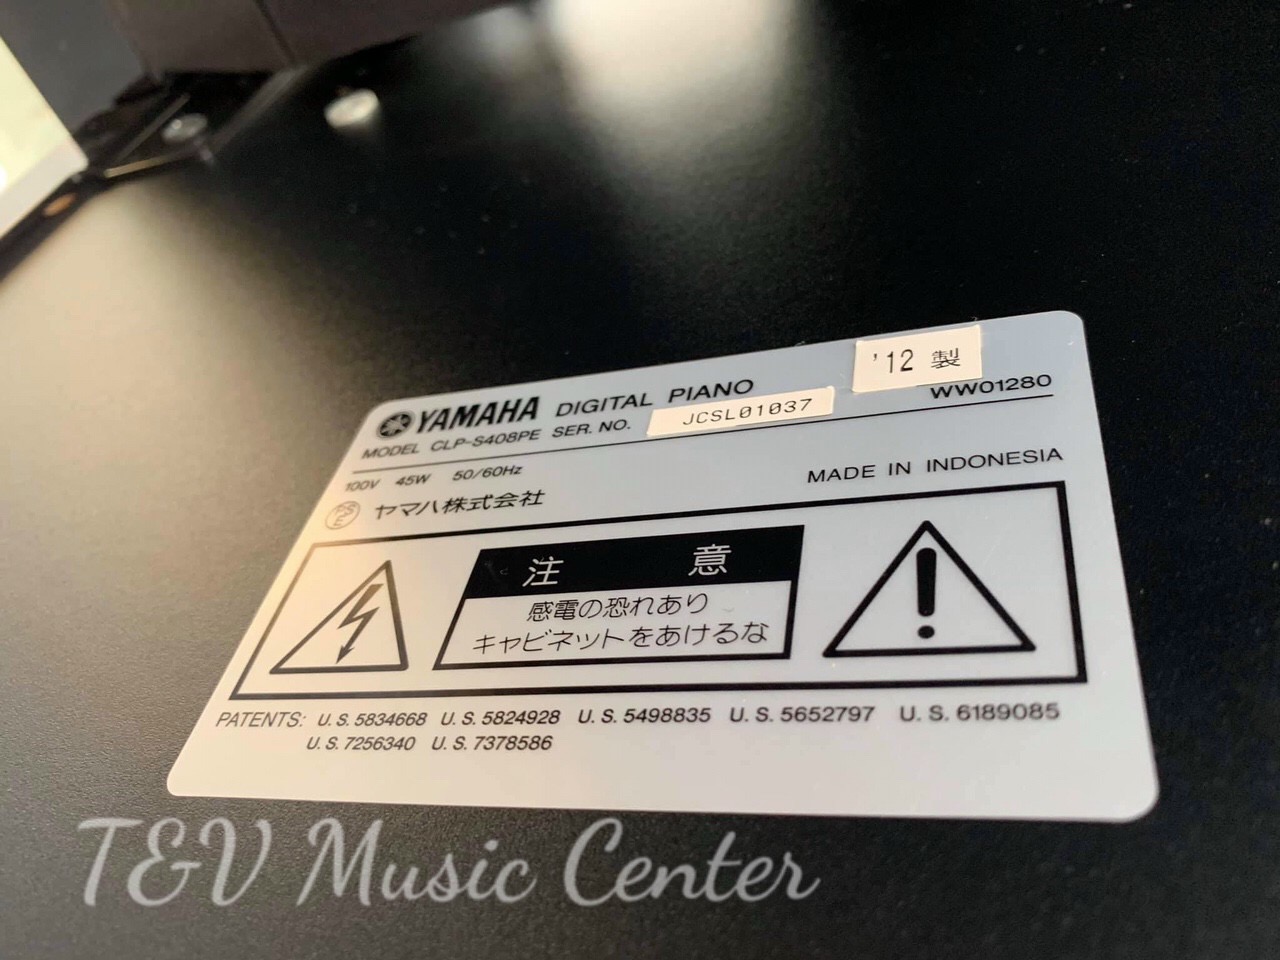 '12 製
YAMAHA DIGITAL PIANO
MODEL CLP-S408PE SER. NO. JCSL01037 WW01280
100V 45W 50/60Hz MADE IN INDONESIA
PSE ヤマハ株式会社
注意
感電の恐れあり
キャビネットをあけるな
PATENTS: U. S. 5834668 U. S. 5824928 U. S. 5498835 U. S. 5652797 U. S. 6189085
U. S. 7256340 U. S. 7378586
T&V Music Center